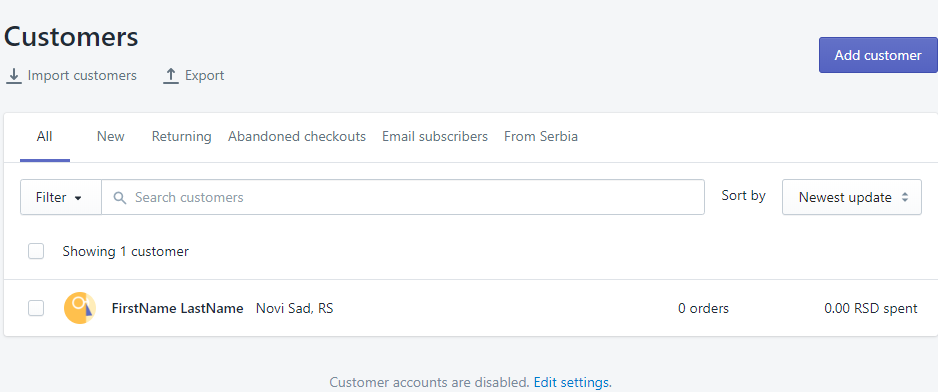 Customers
Import customers Export
Add customer
All New Returning Abandoned checkouts Email subscribers From Serbia
Filter Search customers Sort by Newest update
Showing 1 customer
FirstName LastName Novi Sad, RS 0 orders 0.00 RSD spent
Customer accounts are disabled. Edit settings.